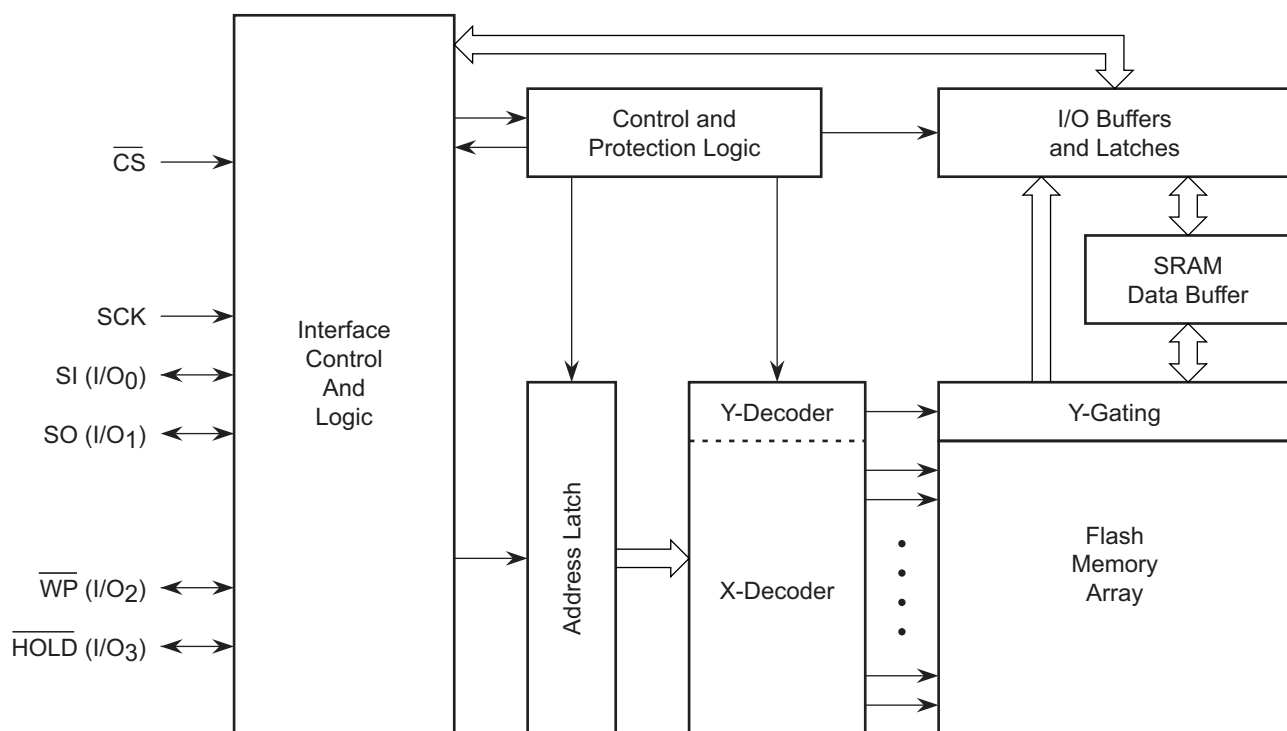 CS
SCK
SI (I/O0)
SO (I/O1)
WP (I/O2)
HOLD (I/O3)
Interface
Control
And
Logic
Control and
Protection Logic
I/O Buffers
and Latches
SRAM
Data Buffer
Address Latch
Y-Decoder
X-Decoder
Y-Gating
Flash
Memory
Array